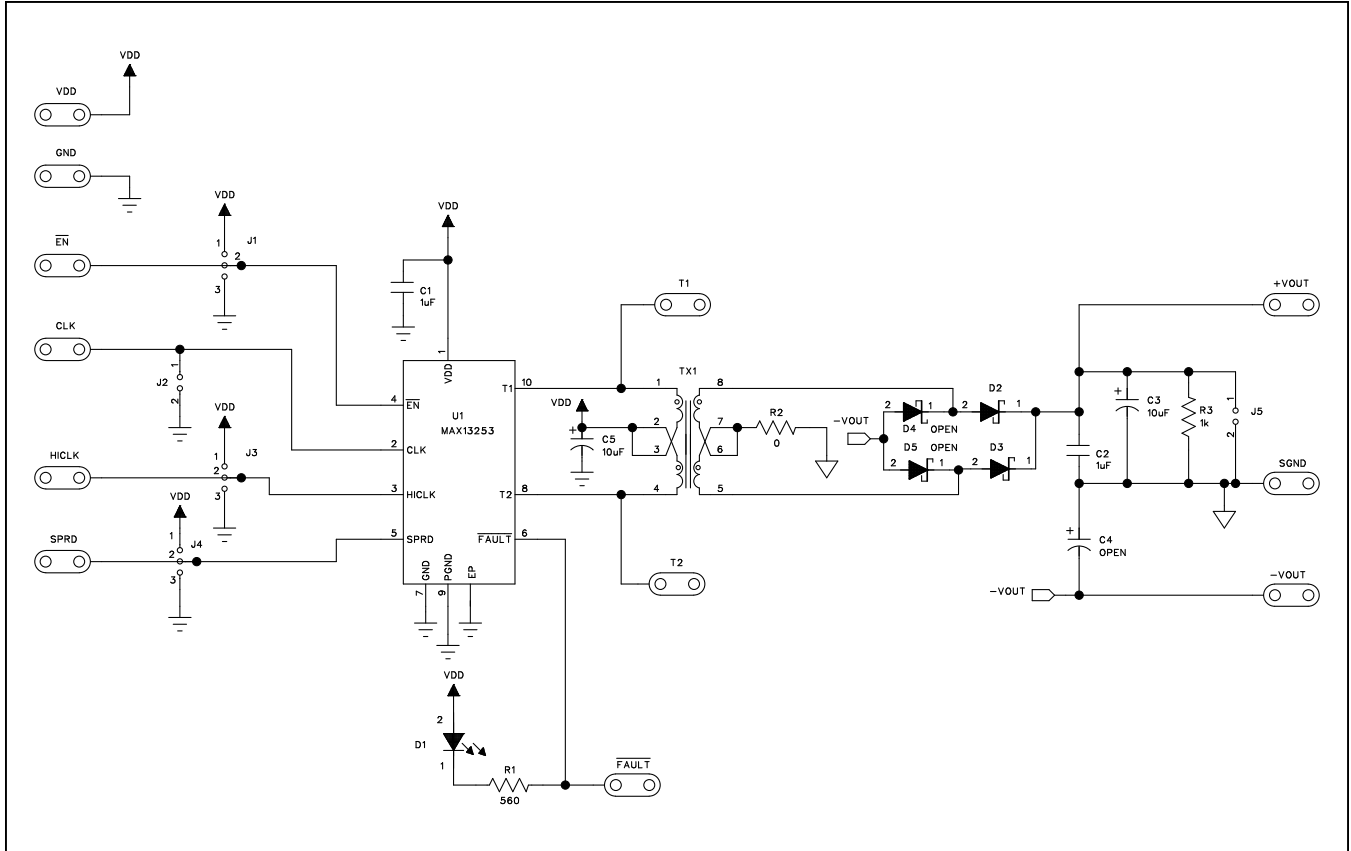 VDD
VDD
GND
VDD
EN
1
J1
2
3
VDD
C1
1uF
CLK
1
J2
2
VDD
HICLK
1
J3
2
3
VDD
SPRD
1
J4
2
3
1
VDD
U1
MAX13253
4
EN
2
CLK
3
HICLK
5
SPRD
T1
10
T2
8
FAULT
6
GND
PGND
EP
7
9
T1
T2
TX1
1
8
VDD
2
7
3
6
C5
10uF
4
5
R2
0
-VOUT
2
D4
1
OPEN
2
D2
1
2
D5
1
OPEN
2
D3
1
+VOUT
C3
10uF
R3
1k
1
J5
2
C2
1uF
SGND
C4
OPEN
-VOUT
-VOUT
VDD
2
D1
1
R1
560
FAULT